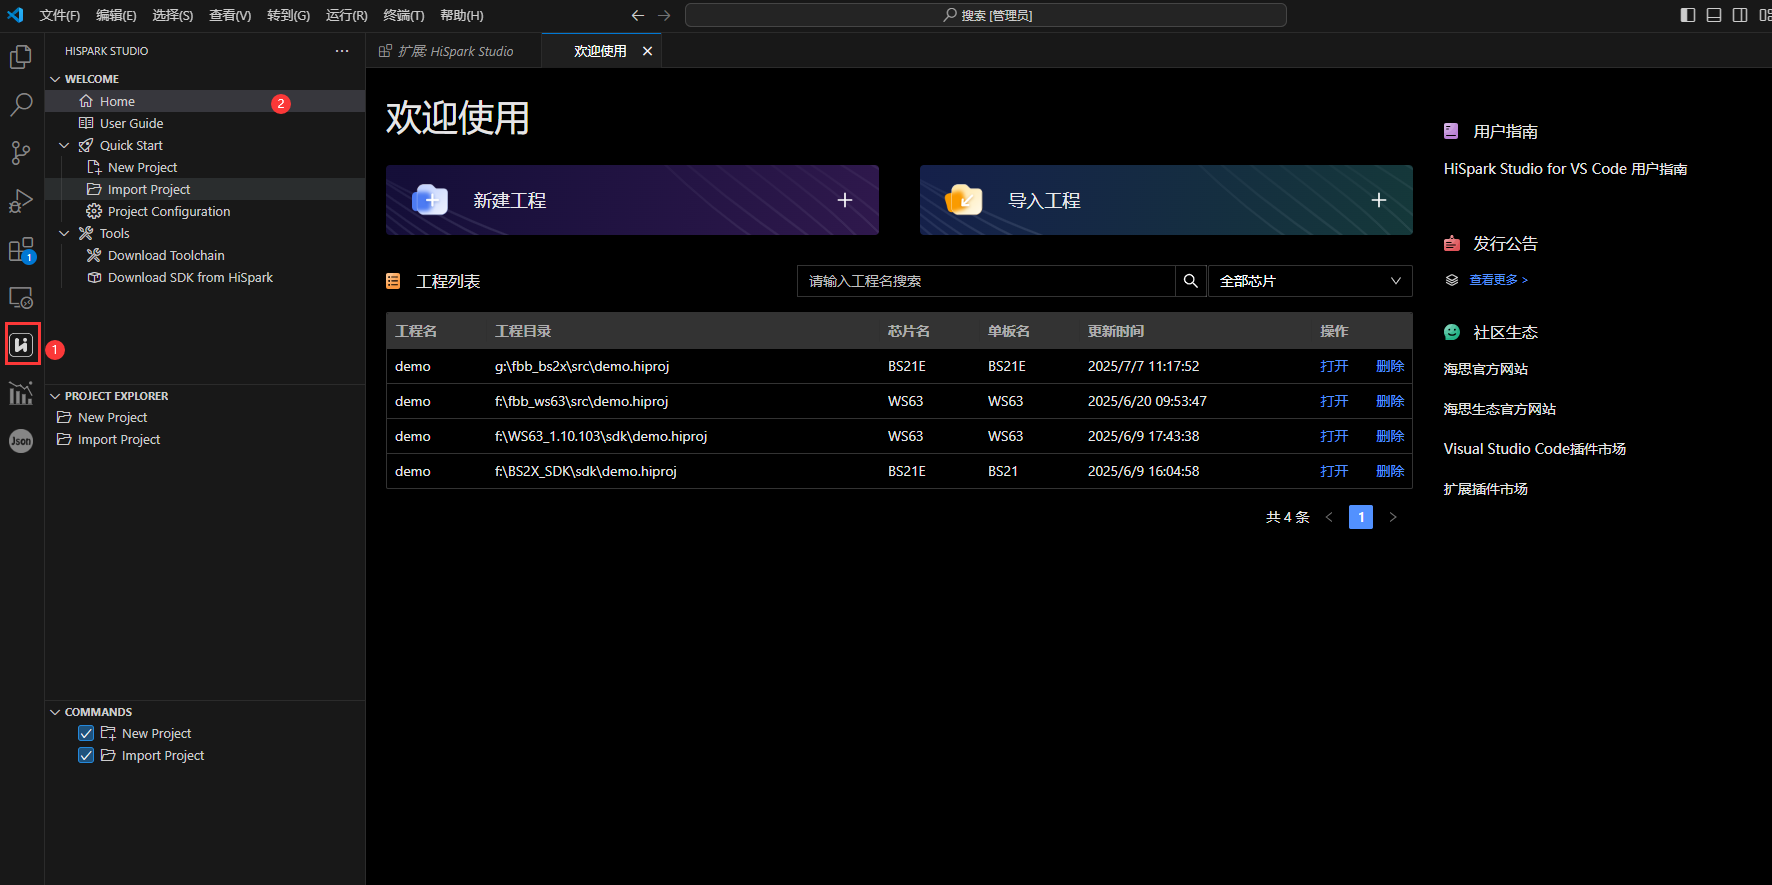 文件(F) 编辑(E) 选择(S) 查看(V) 转到(G) 运行(R) 终端(T) 帮助(H)
搜索 [管理员]
HISPARK STUDIO
WELCOME
Home
2
User Guide
Quick Start
New Project
Import Project
Project Configuration
Tools
Download Toolchain
Download SDK from HiSpark
1
1
Json
PROJECT EXPLORER
New Project
Import Project
COMMANDS
New Project
Import Project
扩展: HiSpark Studio
欢迎使用
欢迎使用
新建工程
导入工程
工程列表
请输入工程名搜索
全部芯片
工程名 工程目录 芯片名 单板名 更新时间 操作
demo g:\fbb_bs2x\src\demo.hiproj BS21E BS21E 2025/7/7 11:17:52 打开 删除
demo f:\fbb_ws63\src\demo.hiproj WS63 WS63 2025/6/20 09:53:47 打开 删除
demo f:\WS63_1.10.103\sdk\demo.hiproj WS63 WS63 2025/6/9 17:43:38 打开 删除
demo f:\BS2X_SDK\sdk\demo.hiproj BS21E BS21 2025/6/9 16:04:58 打开 删除
共 4 条 < 1 >
用户指南
HiSpark Studio for VS Code 用户指南
发行公告
查看更多 >
社区生态
海思官方网站
海思生态官方网站
Visual Studio Code插件市场
扩展插件市场